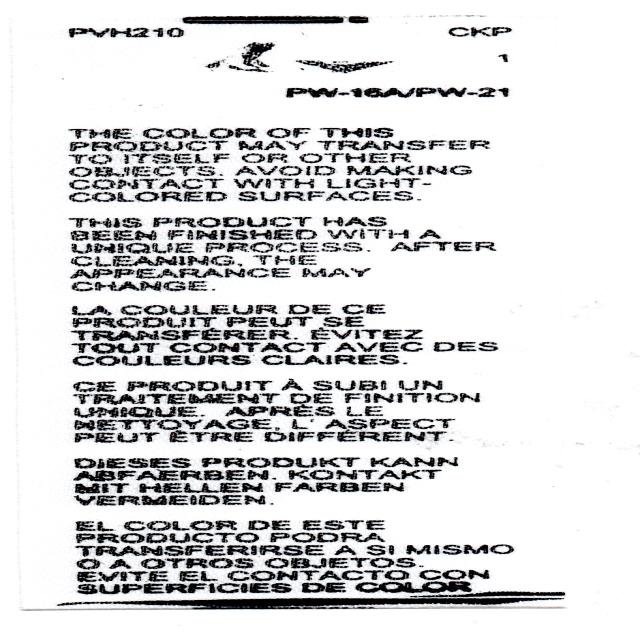 PVH210 CKP
1
PW-16A/PW-21
THE COLOR OF THIS
PRODUCT MAY TRANSFER
TO ITSELF OR OTHER
OBJECTS. AVOID MAKING
CONTACT WITH LIGHT-
COLORED SURFACES.
THIS PRODUCT HAS
BEEN FINISHED WITH A
UNIQUE PROCESS. AFTER
CLEANING, THE
APPEARANCE MAY
CHANGE.
LA COULEUR DE CE
PRODUIT PEUT SE
TRANSFÉRER. ÉVITEZ
TOUT CONTACT AVEC DES
COULEURS CLAIRES.
CE PRODUIT À SUBI UN
TRAITEMENT DE FINITION
UNIQUE. APRÈS LE
NETTOYAGE, L' ASPECT
PEUT ÊTRE DIFFÉRENT.
DIESES PRODUKT KANN
ABFAERBEN. KONTAKT
MIT HELLEN FARBEN
VERMEIDEN.
EL COLOR DE ESTE
PRODUCTO PODRA
TRANSFERIRSE A SI MISMO
O A OTROS OBJETOS.
EVITE EL CONTACTO CON
SUPERFICIES DE COLOR